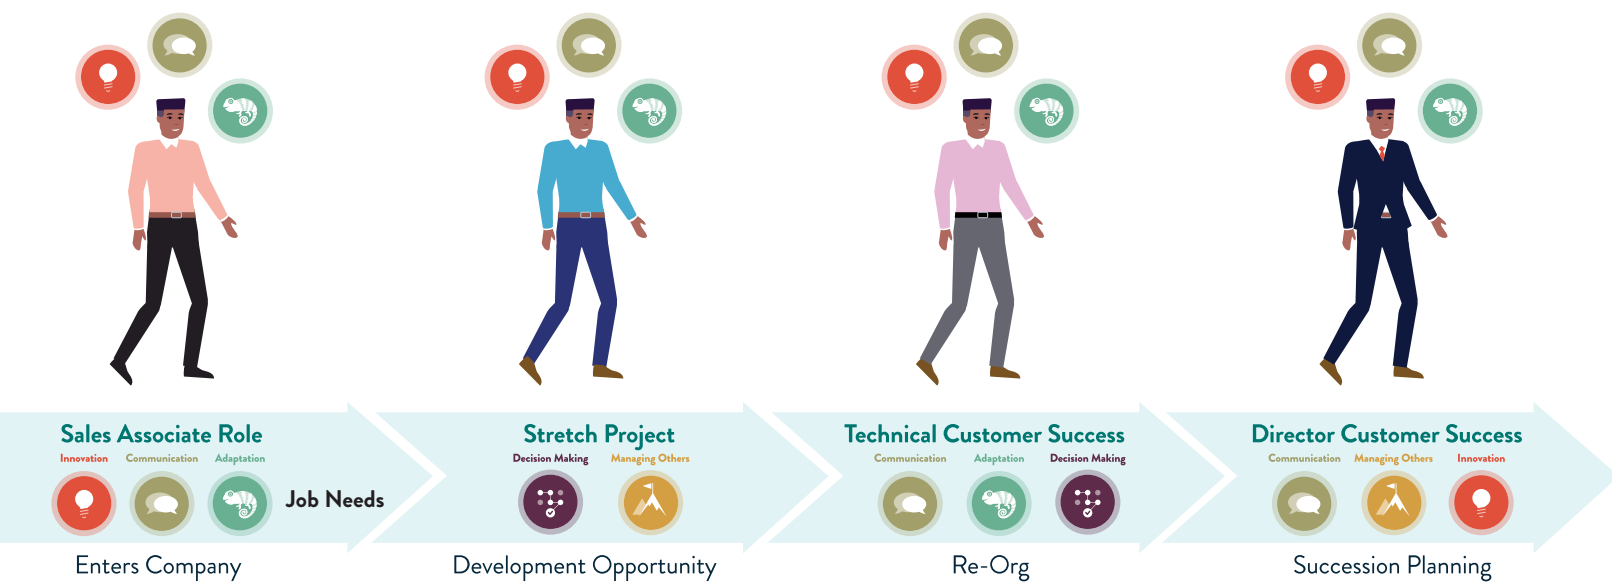 Sales Associate Role
Innovation Communication Adaptation
Job Needs
Enters Company
Stretch Project
Decision Making Managing Others
Development Opportunity
Technical Customer Success
Communication Adaptation Decision Making
Re-Org
Director Customer Success
Communication Managing Others Innovation
Succession Planning